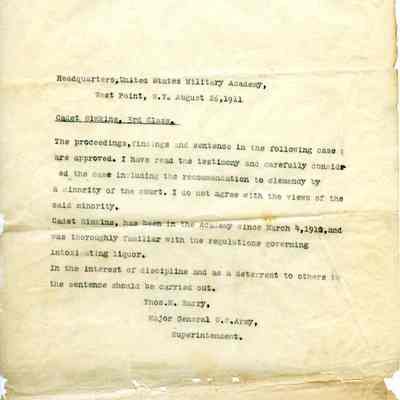 Headquarters,United States Military Academy,
West Point, N.Y. August 26,1911
Cadet Simkins, 3rd Class.
The proceedings,findings and sentence in the following case
are approved. I have read the testimony and carefully consider
ed the case including the recommendation to clemency by
a minority of the court. I do not agree with the views of the
said minority.
Cadet Simkins, has been in the Academy since March 4,1910,and
was thoroughly familiar with the regulations governing
intoxicating liquor.
In the interest of discipline and as a deterrent to others
the sentence should be carried out.
Thos.H. Barry,
Major General U.S.Army,
Superintendent.